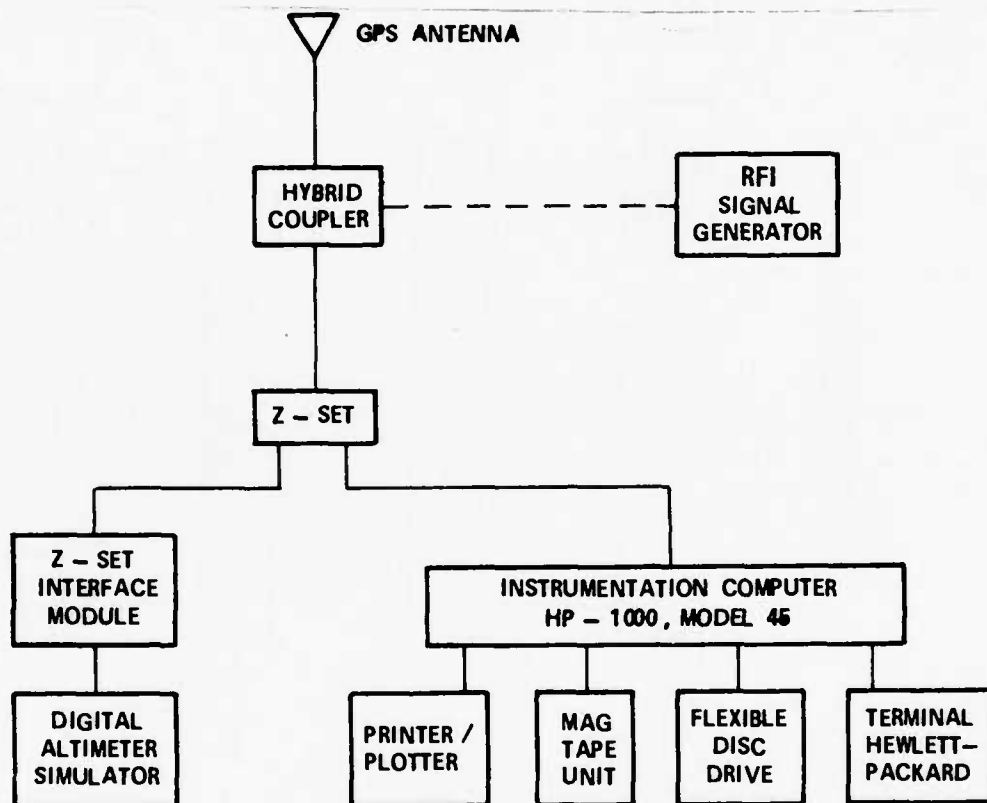 GPS ANTENNA
HYBRID
COUPLER
RFI
SIGNAL
GENERATOR
Z – SET
Z – SET
INTERFACE
MODULE
INSTRUMENTATION COMPUTER
HP – 1000, MODEL 45
DIGITAL
ALTIMETER
SIMULATOR
PRINTER /
PLOTTER
MAG
TAPE
UNIT
FLEXIBLE
DISC
DRIVE
TERMINAL
HEWLETT–
PACKARD